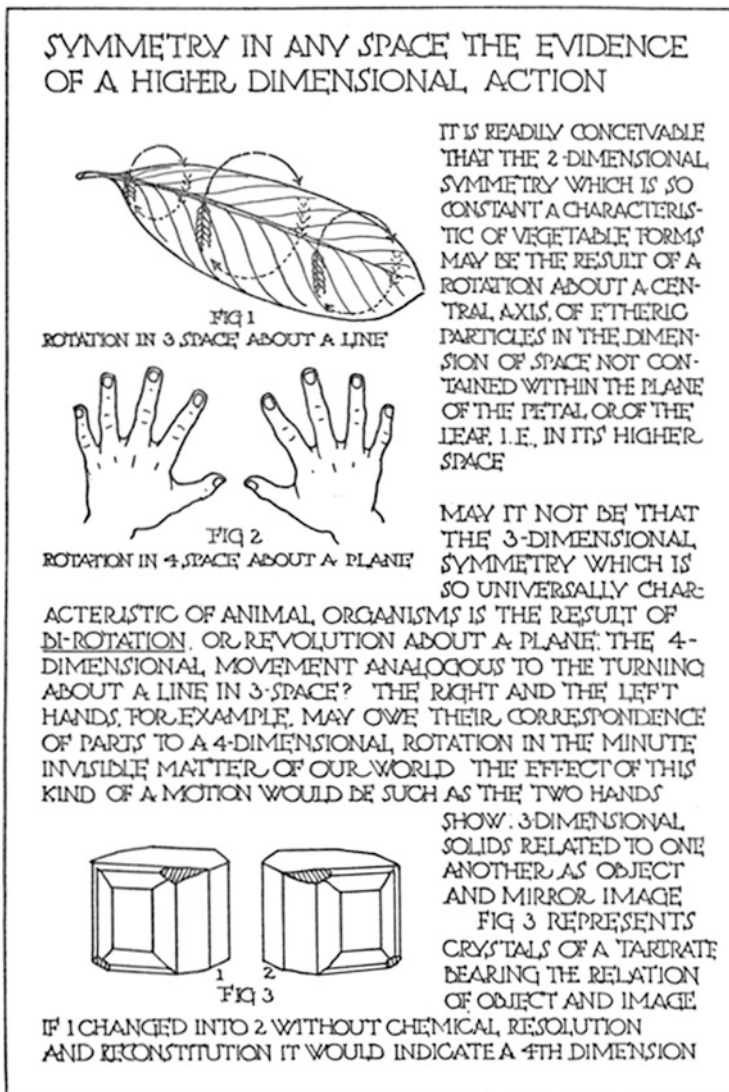 SYMMETRY IN ANY SPACE THE EVIDENCE
OF A HIGHER DIMENSIONAL ACTION
IT IS READILY CONCEIVABLE
THAT THE 2-DIMENSIONAL
SYMMETRY WHICH IS SO
CONSTANT A CHARACTERIS-
TIC OF VEGETABLE FORMS
MAY BE THE RESULT OF A
ROTATION ABOUT A CEN-
TRAL AXIS, OF ETHERIC
PARTICLES IN THE DIMEN-
SION OF SPACE NOT CON-
TAINED WITHIN THE PLANE
OF THE PETAL OR OF THE
LEAF, I.E., IN ITS HIGHER
SPACE
FIG 1
ROTATION IN 3 SPACE ABOUT A LINE
FIG 2
ROTATION IN 4 SPACE ABOUT A PLANE
MAY IT NOT BE THAT
THE 3-DIMENSIONAL
SYMMETRY WHICH IS
SO UNIVERSALLY CHAR-
ACTERISTIC OF ANIMAL ORGANISMS IS THE RESULT OF
BI-ROTATION, OR REVOLUTION ABOUT A PLANE: THE 4-
DIMENSIONAL MOVEMENT ANALOGOUS TO THE TURNING
ABOUT A LINE IN 3-SPACE? THE RIGHT AND THE LEFT
HANDS, FOR EXAMPLE, MAY OWE THEIR CORRESPONDENCE
OF PARTS TO A 4-DIMENSIONAL ROTATION IN THE MINUTE
INVISIBLE MATTER OF OUR WORLD THE EFFECT OF THIS
KIND OF A MOTION WOULD BE SUCH AS THE TWO HANDS
SHOW: 3-DIMENSIONAL
SOLIDS RELATED TO ONE
ANOTHER AS OBJECT
AND MIRROR IMAGE
FIG 3 REPRESENTS
CRYSTALS OF A TARTRATE
BEARING THE RELATION
OF OBJECT AND IMAGE
1 2
FIG 3
IF 1 CHANGED INTO 2 WITHOUT CHEMICAL RESOLUTION
AND RECONSTITUTION IT WOULD INDICATE A 4TH DIMENSION